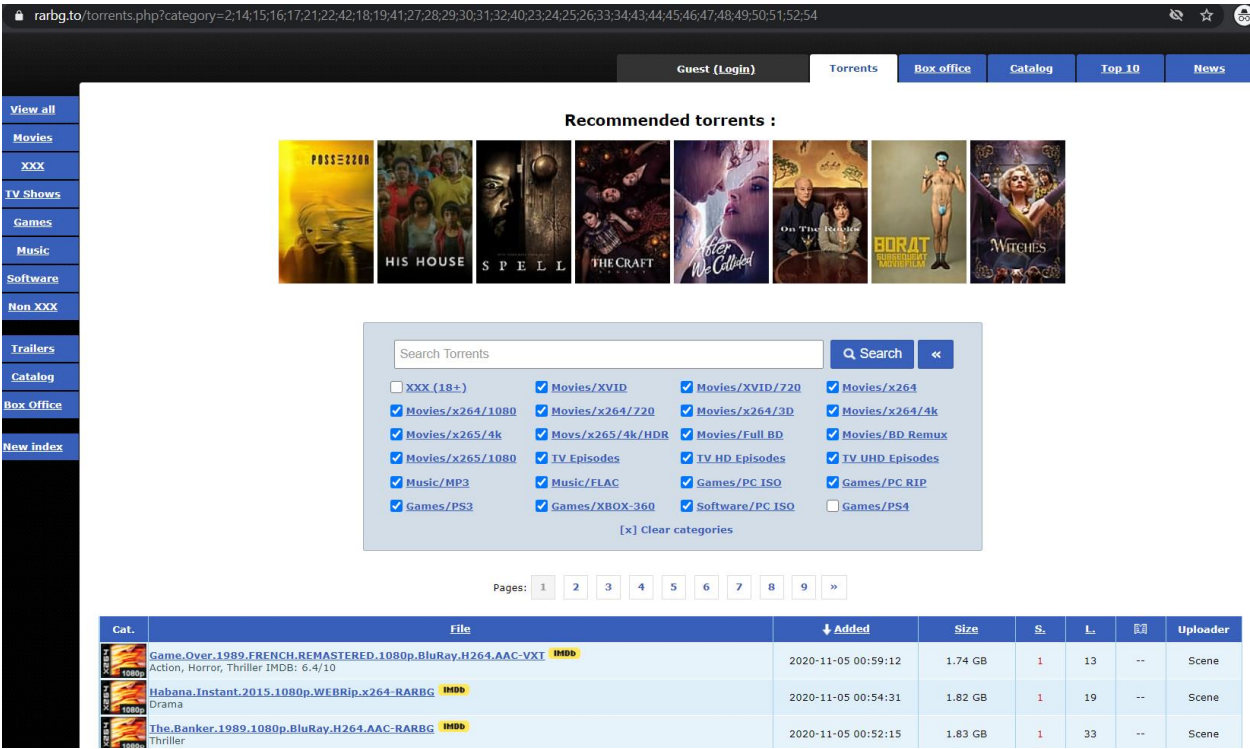 rarbg.to/torrents.php?category=2;14;15;16;17;21;22;42;18;19;41;27;28;29;30;31;32;40;23;24;25;26;33;34;43;44;45;46;47;48;49;50;51;52;54
Guest (Login) Torrents Box office Catalog Top 10 News
View all
Movies
XXX
TV Shows
Games
Music
Software
Non XXX
Trailers
Catalog
Box Office
New index
Recommended torrents :
POSSESSOR
HIS HOUSE
SPELL
THE CRAFT
After We Collided
On The Rocks
BORAT
SUBSEQUENT
MOVIEFILM
WITCHES
Search Torrents Search «
XXX (18+) Movies/XVID Movies/XVID/720 Movies/x264
Movies/x264/1080 Movies/x264/720 Movies/x264/3D Movies/x264/4k
Movies/x265/4k Movs/x265/4k/HDR Movies/Full BD Movies/BD Remux
Movies/x265/1080 TV Episodes TV HD Episodes TV UHD Episodes
Music/MP3 Music/FLAC Games/PC ISO Games/PC RIP
Games/PS3 Games/XBOX-360 Software/PC ISO Games/PS4
[x] Clear categories
Pages: 1 2 3 4 5 6 7 8 9 »
Cat. File Added Size S. L. Uploader
1080p Game.Over.1989.FRENCH.REMASTERED.1080p.BluRay.H264.AAC-VXT IMDb 2020-11-05 00:59:12 1.74 GB 1 13 -- Scene
Action, Horror, Thriller IMDB: 6.4/10
1080p Habana.Instant.2015.1080p.WEBRip.x264-RARBG IMDb 2020-11-05 00:54:31 1.82 GB 1 19 -- Scene
Drama
1080p The.Banker.1989.1080p.BluRay.H264.AAC-RARBG IMDb 2020-11-05 00:52:15 1.83 GB 1 33 -- Scene
Thriller